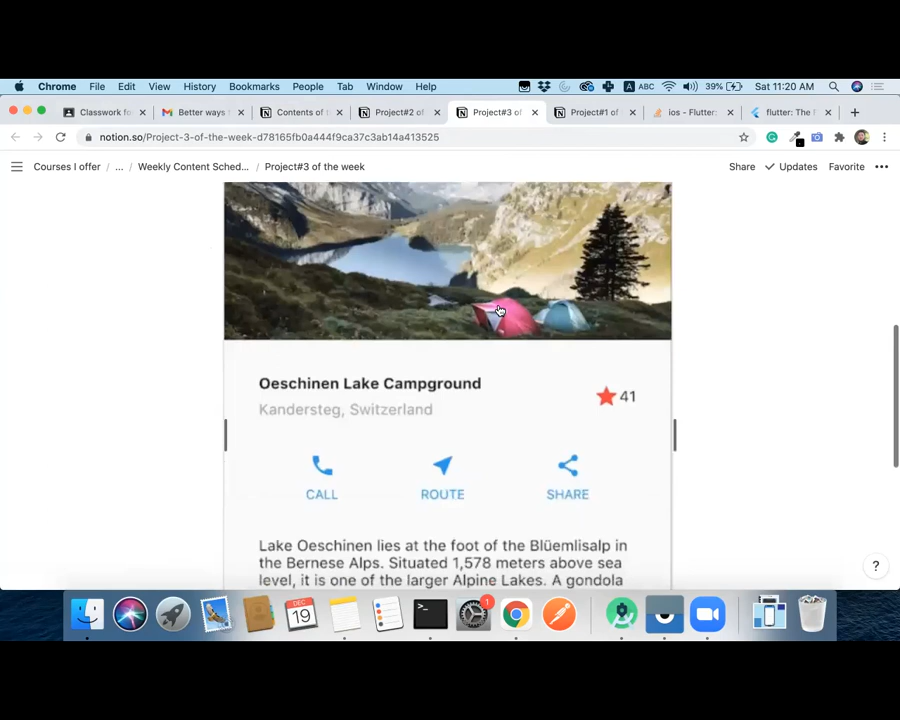 Chrome File Edit View History Bookmarks People Tab Window Help A ABC 39% Sat 11:20 AM
Classwork fo Better ways Contents of Project#2 of Project#3 of Project#1 of ios - Flutter: flutter: The F
notion.so/Project-3-of-the-week-d78165fb0a444f9ca37c3ab14a413525
Courses I offer / ... / Weekly Content Sched... / Project#3 of the week Share Updates Favorite
Oeschinen Lake Campground
41
Kandersteg, Switzerland
CALL ROUTE SHARE
Lake Oeschinen lies at the foot of the Blüemlisalp in
the Bernese Alps. Situated 1,578 meters above sea
level, it is one of the larger Alpine Lakes. A gondola
?
DEC
19
1